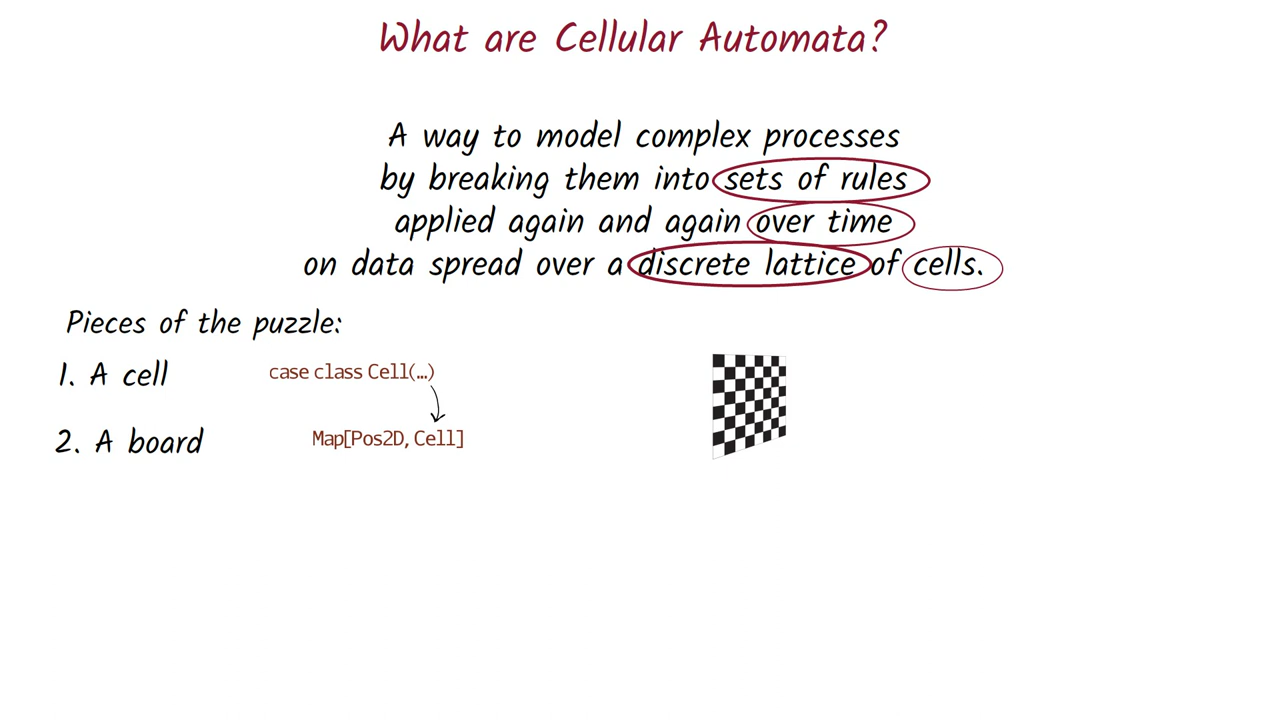 What are Cellular Automata?
A way to model complex processes
by breaking them into sets of rules
applied again and again over time
on data spread over a discrete lattice of cells.
Pieces of the puzzle:
1. A cell case class Cell(…)
2. A board Map[Pos2D, Cell]